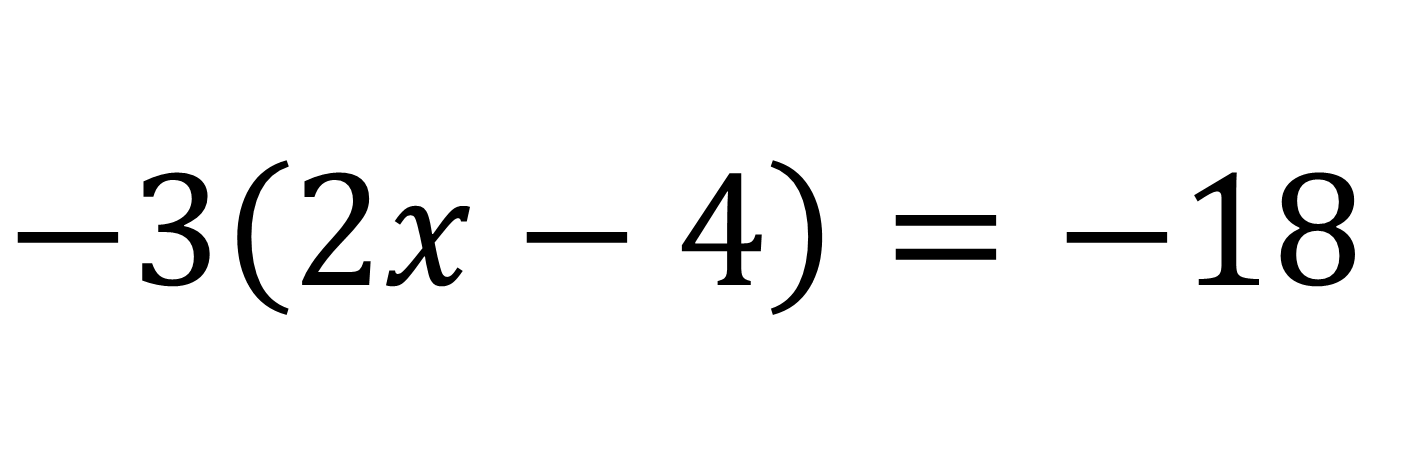 −3(2x − 4) = −18